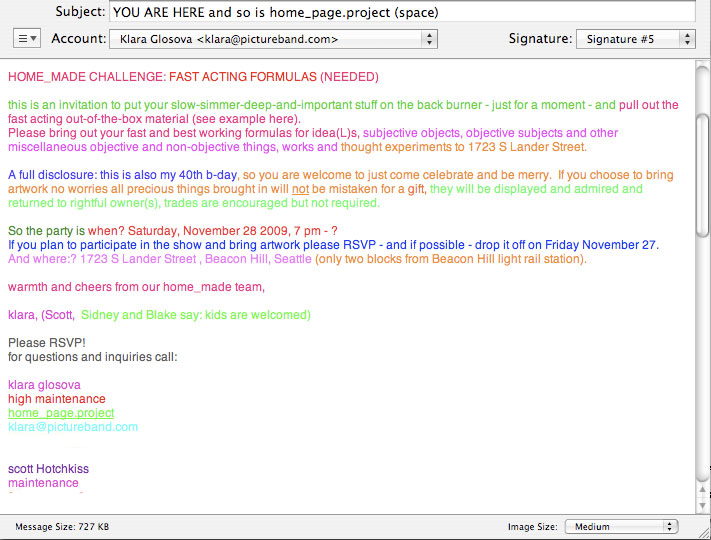 Subject: YOU ARE HERE and so is home_page.project (space)
Account: Klara Glosova <klara@pictureband.com> Signature: Signature #5
HOME_MADE CHALLENGE: FAST ACTING FORMULAS (NEEDED)
this is an invitation to put your slow-simmer-deep-and-important stuff on the back burner - just for a moment - and pull out the
fast acting out-of-the-box material (see example here).
Please bring out your fast and best working formulas for idea(L)s, subjective objects, objective subjects and other
miscellaneous objective and non-objective things, works and thought experiments to 1723 S Lander Street.
A full disclosure: this is also my 40th b-day, so you are welcome to just come celebrate and be merry. If you choose to bring
artwork no worries all precious things brought in will not be mistaken for a gift, they will be displayed and admired and
returned to rightful owner(s), trades are encouraged but not required.
So the party is when? Saturday, November 28 2009, 7 pm - ?
If you plan to participate in the show and bring artwork please RSVP - and if possible - drop it off on Friday November 27.
And where:? 1723 S Lander Street , Beacon Hill, Seattle (only two blocks from Beacon Hill light rail station).
warmth and cheers from our home_made team,
klara, (Scott, Sidney and Blake say: kids are welcomed)
Please RSVP!
for questions and inquiries call:
klara glosova
high maintenance
home_page.project
klara@pictureband.com
scott Hotchkiss
maintenance
Message Size: 727 KB Image Size: Medium